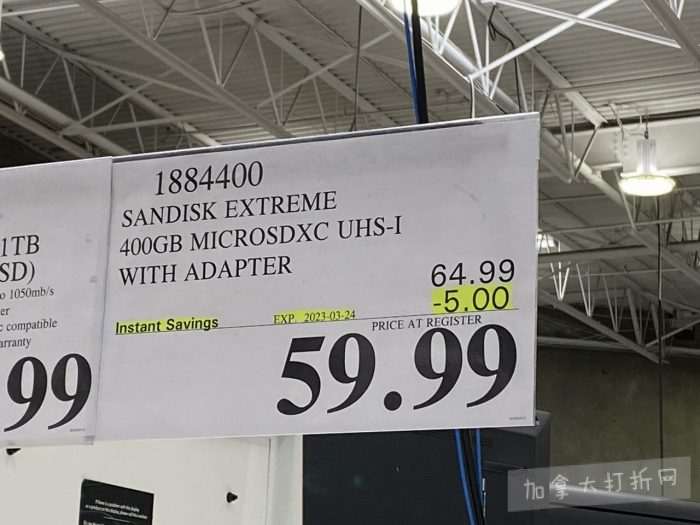 1TB
SD)
o 1050mb/s
er
c compatible
arranty
99
1884400
SANDISK EXTREME
400GB MICROSDXC UHS-I
WITH ADAPTER
64.99
-5.00
Instant Savings
EXP. 2023-03-24
PRICE AT REGISTER
59.99
加拿大打折网